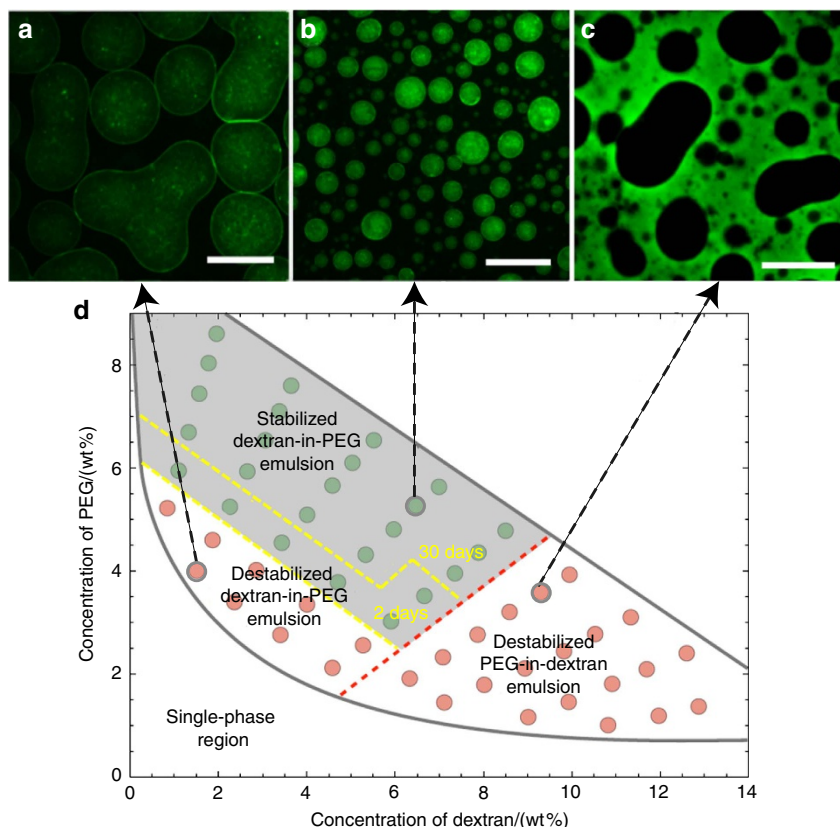 a
b
c
d
Concentration of PEG/(wt%)
8
6
4
2
0
Stabilized
dextran-in-PEG
emulsion
30 days
2 days
Destabilized
dextran-in-PEG
emulsion
Destabilized
PEG-in-dextran
emulsion
Single-phase
region
0 2 4 6 8 10 12 14
Concentration of dextran/(wt%)